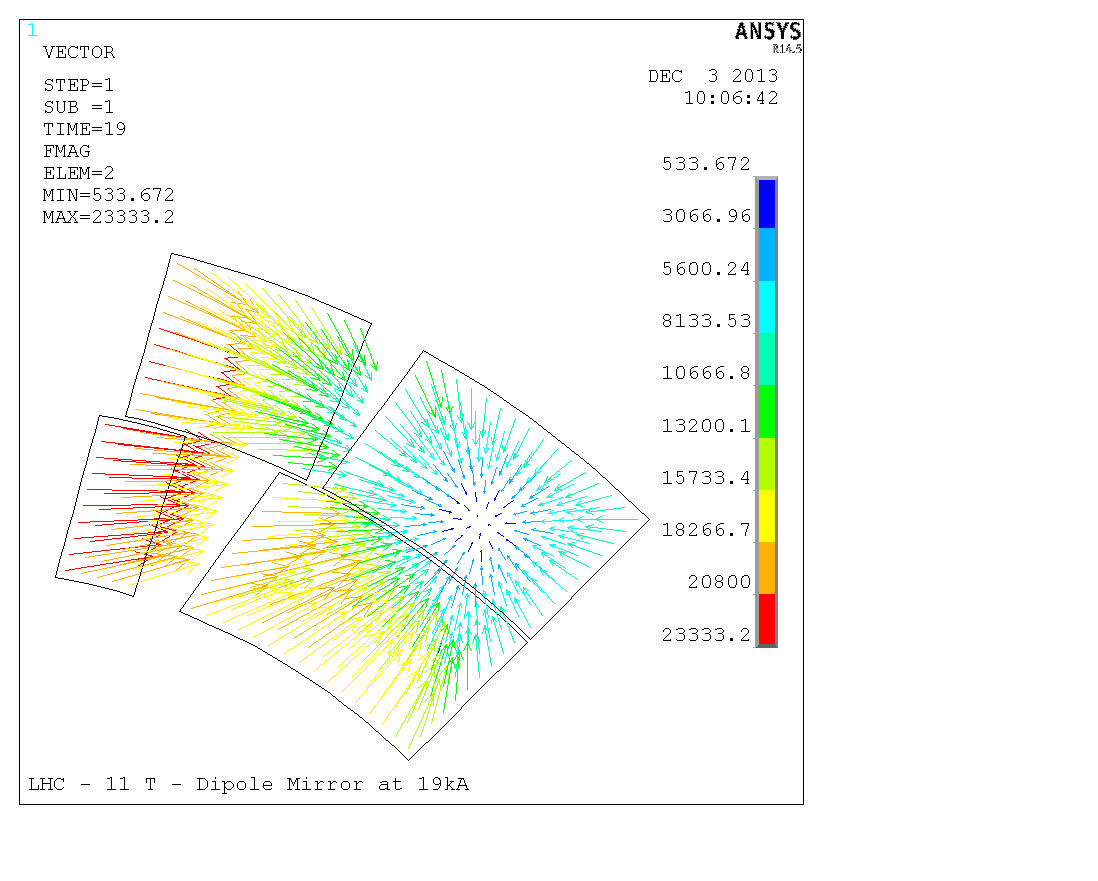 1
ANSYS
R14.5
VECTOR
STEP=1
SUB =1
TIME=19
FMAG
ELEM=2
MIN=533.672
MAX=23333.2
DEC  3 2013
10:06:42
533.672
3066.96
5600.24
8133.53
10666.8
13200.1
15733.4
18266.7
20800
23333.2
LHC - 11 T - Dipole Mirror at 19kA